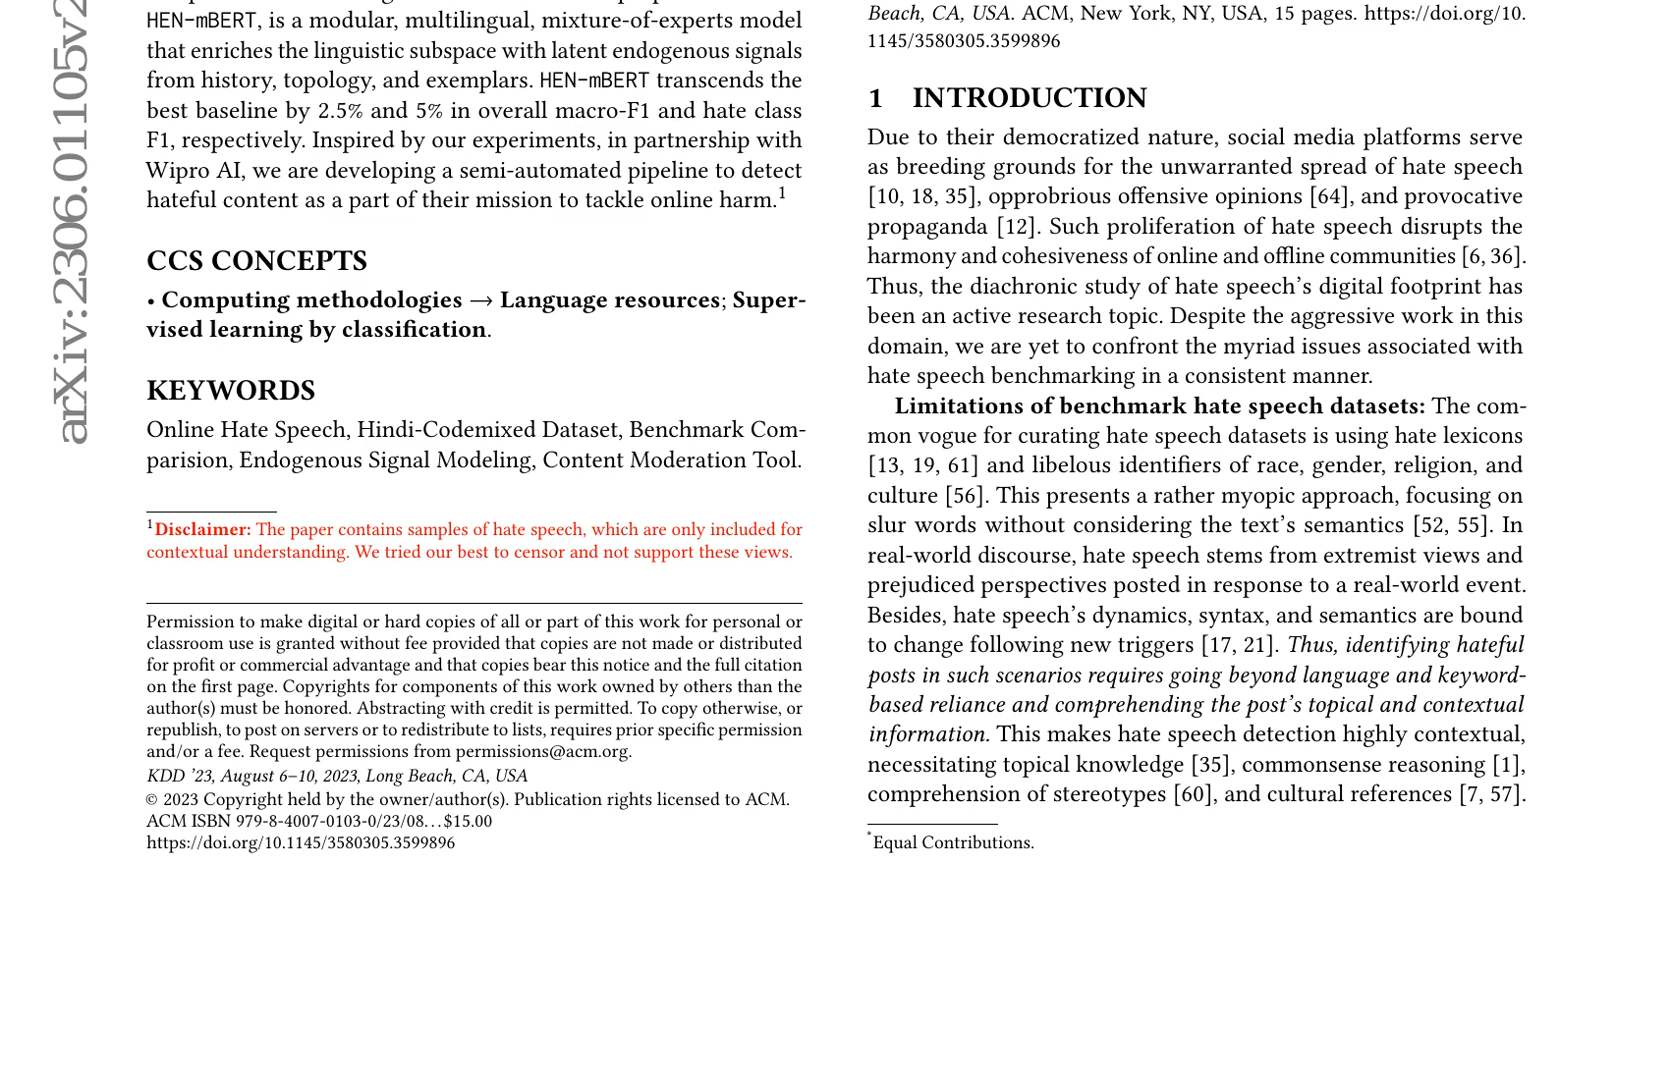 arXiv:2306.01105v2
HEN-mBERT, is a modular, multilingual, mixture-of-experts model
that enriches the linguistic subspace with latent endogenous signals
from history, topology, and exemplars. HEN-mBERT transcends the
best baseline by 2.5% and 5% in overall macro-F1 and hate class
F1, respectively. Inspired by our experiments, in partnership with
Wipro AI, we are developing a semi-automated pipeline to detect
hateful content as a part of their mission to tackle online harm.1
CCS CONCEPTS
• Computing methodologies → Language resources; Super-
vised learning by classification.
KEYWORDS
Online Hate Speech, Hindi-Codemixed Dataset, Benchmark Com-
parision, Endogenous Signal Modeling, Content Moderation Tool.
1Disclaimer: The paper contains samples of hate speech, which are only included for
contextual understanding. We tried our best to censor and not support these views.
Permission to make digital or hard copies of all or part of this work for personal or
classroom use is granted without fee provided that copies are not made or distributed
for profit or commercial advantage and that copies bear this notice and the full citation
on the first page. Copyrights for components of this work owned by others than the
author(s) must be honored. Abstracting with credit is permitted. To copy otherwise, or
republish, to post on servers or to redistribute to lists, requires prior specific permission
and/or a fee. Request permissions from permissions@acm.org.
KDD ’23, August 6–10, 2023, Long Beach, CA, USA
© 2023 Copyright held by the owner/author(s). Publication rights licensed to ACM.
ACM ISBN 979-8-4007-0103-0/23/08...$15.00
https://doi.org/10.1145/3580305.3599896
Beach, CA, USA. ACM, New York, NY, USA, 15 pages. https://doi.org/10.
1145/3580305.3599896
1 INTRODUCTION
Due to their democratized nature, social media platforms serve
as breeding grounds for the unwarranted spread of hate speech
[10, 18, 35], opprobrious offensive opinions [64], and provocative
propaganda [12]. Such proliferation of hate speech disrupts the
harmony and cohesiveness of online and offline communities [6, 36].
Thus, the diachronic study of hate speech’s digital footprint has
been an active research topic. Despite the aggressive work in this
domain, we are yet to confront the myriad issues associated with
hate speech benchmarking in a consistent manner.
Limitations of benchmark hate speech datasets: The com-
mon vogue for curating hate speech datasets is using hate lexicons
[13, 19, 61] and libelous identifiers of race, gender, religion, and
culture [56]. This presents a rather myopic approach, focusing on
slur words without considering the text’s semantics [52, 55]. In
real-world discourse, hate speech stems from extremist views and
prejudiced perspectives posted in response to a real-world event.
Besides, hate speech’s dynamics, syntax, and semantics are bound
to change following new triggers [17, 21]. Thus, identifying hateful
posts in such scenarios requires going beyond language and keyword-
based reliance and comprehending the post’s topical and contextual
information. This makes hate speech detection highly contextual,
necessitating topical knowledge [35], commonsense reasoning [1],
comprehension of stereotypes [60], and cultural references [7, 57].
*Equal Contributions.